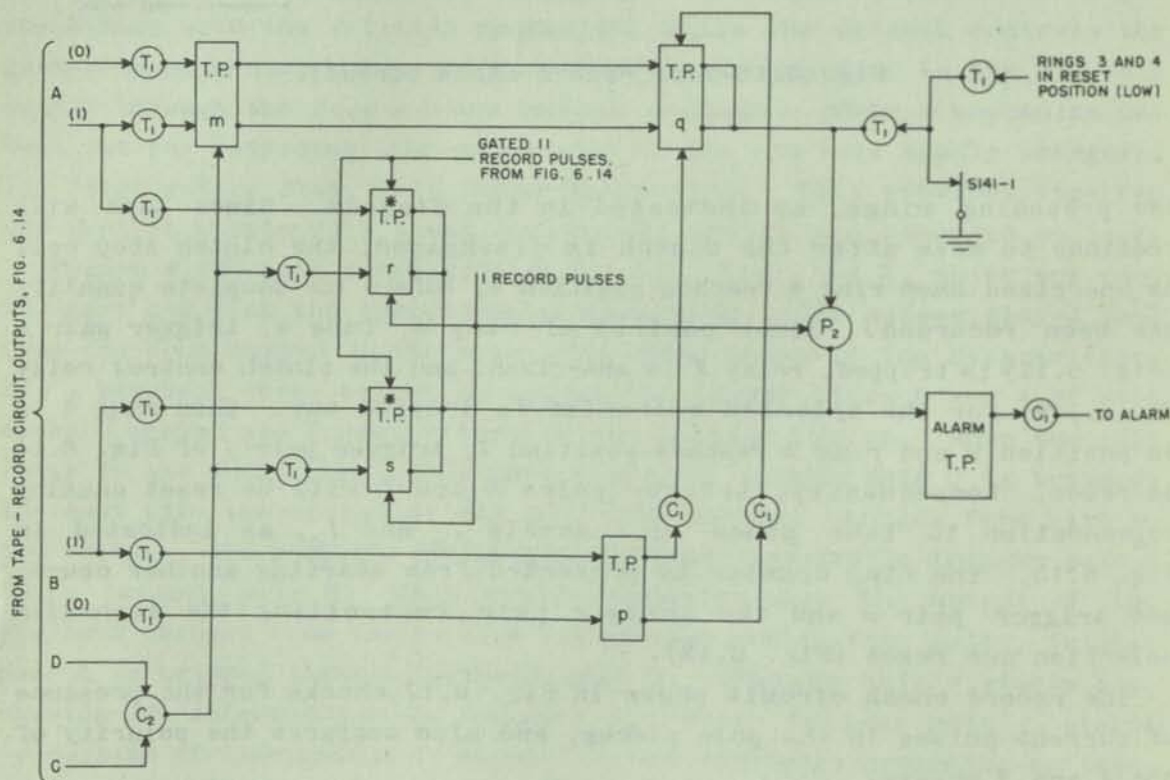 FROM TAPE - RECORD CIRCUIT OUTPUTS, FIG. 6.14
A
(0)
T1
T.P.
m
(1)
T1
T1
T.P.
q
T1
RINGS 3 AND 4
IN RESET
POSITION (LOW)
T1
S141-1
GATED 11
RECORD PULSES.
FROM FIG. 6.14
T1
*
T.P.
r
T1
11 RECORD PULSES
P2
T1
*
T.P.
s
T1
ALARM
T.P.
C1
TO ALARM
C1
C1
B
(1)
T1
T.P.
p
(0)
T1
D
C2
C